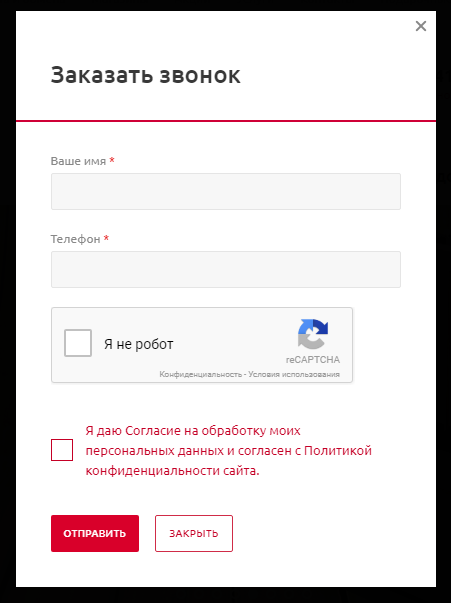 Заказать звонок
Ваше имя *
Телефон *
Я не робот
reCAPTCHA
Конфиденциальность - Условия использования
Я даю Согласие на обработку моих
персональных данных и согласен с Политикой
конфиденциальности сайта.
ОТПРАВИТЬ
ЗАКРЫТЬ